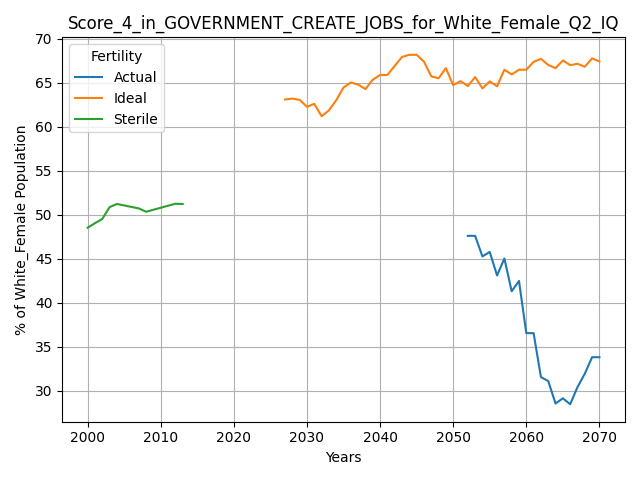 Score_4_in_GOVERNMENT_CREATE_JOBS_for_White_Female_Q2_IQ
70
65
60
55
50
45
40
35
30
% of White_Female Population
Fertility
Actual
Ideal
Sterile
2000 2010 2020 2030 2040 2050 2060 2070
Years